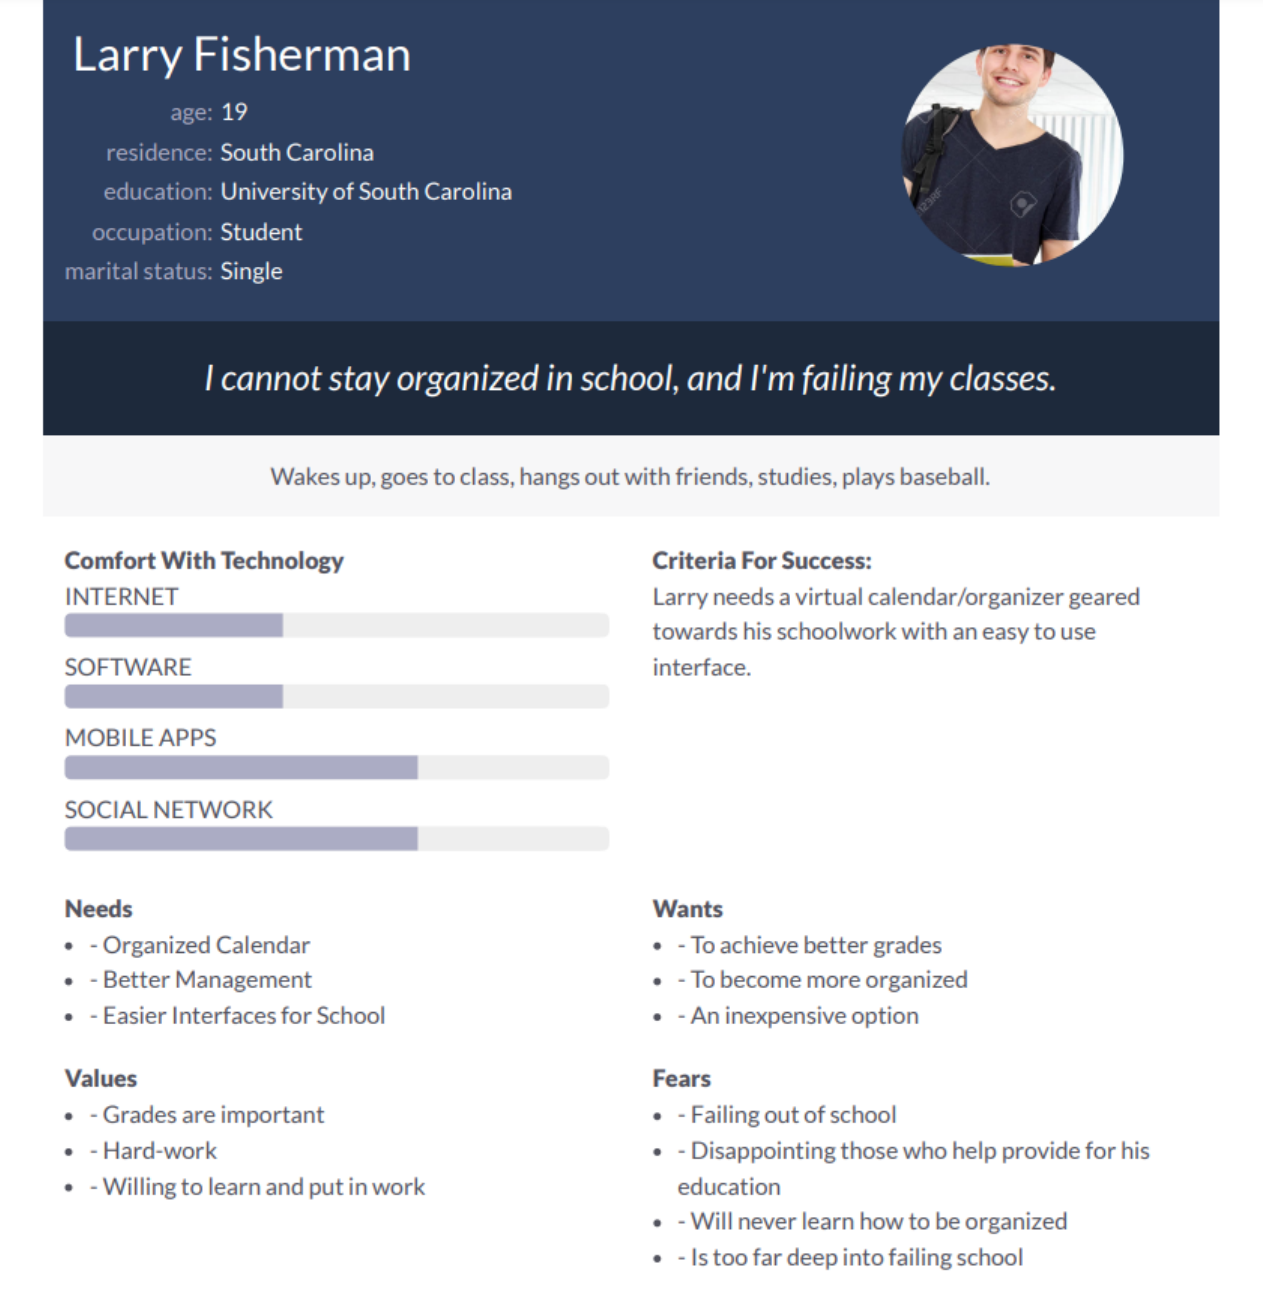 Larry Fisherman
age: 19
residence: South Carolina
education: University of South Carolina
occupation: Student
marital status: Single
123RF
I cannot stay organized in school, and I'm failing my classes.
Wakes up, goes to class, hangs out with friends, studies, plays baseball.
Comfort With Technology
INTERNET
SOFTWARE
MOBILE APPS
SOCIAL NETWORK
Criteria For Success:
Larry needs a virtual calendar/organizer geared
towards his schoolwork with an easy to use
interface.
Needs
• - Organized Calendar
• - Better Management
• - Easier Interfaces for School
Wants
• - To achieve better grades
• - To become more organized
• - An inexpensive option
Values
• - Grades are important
• - Hard-work
• - Willing to learn and put in work
Fears
• - Failing out of school
• - Disappointing those who help provide for his
education
• - Will never learn how to be organized
• - Is too far deep into failing school